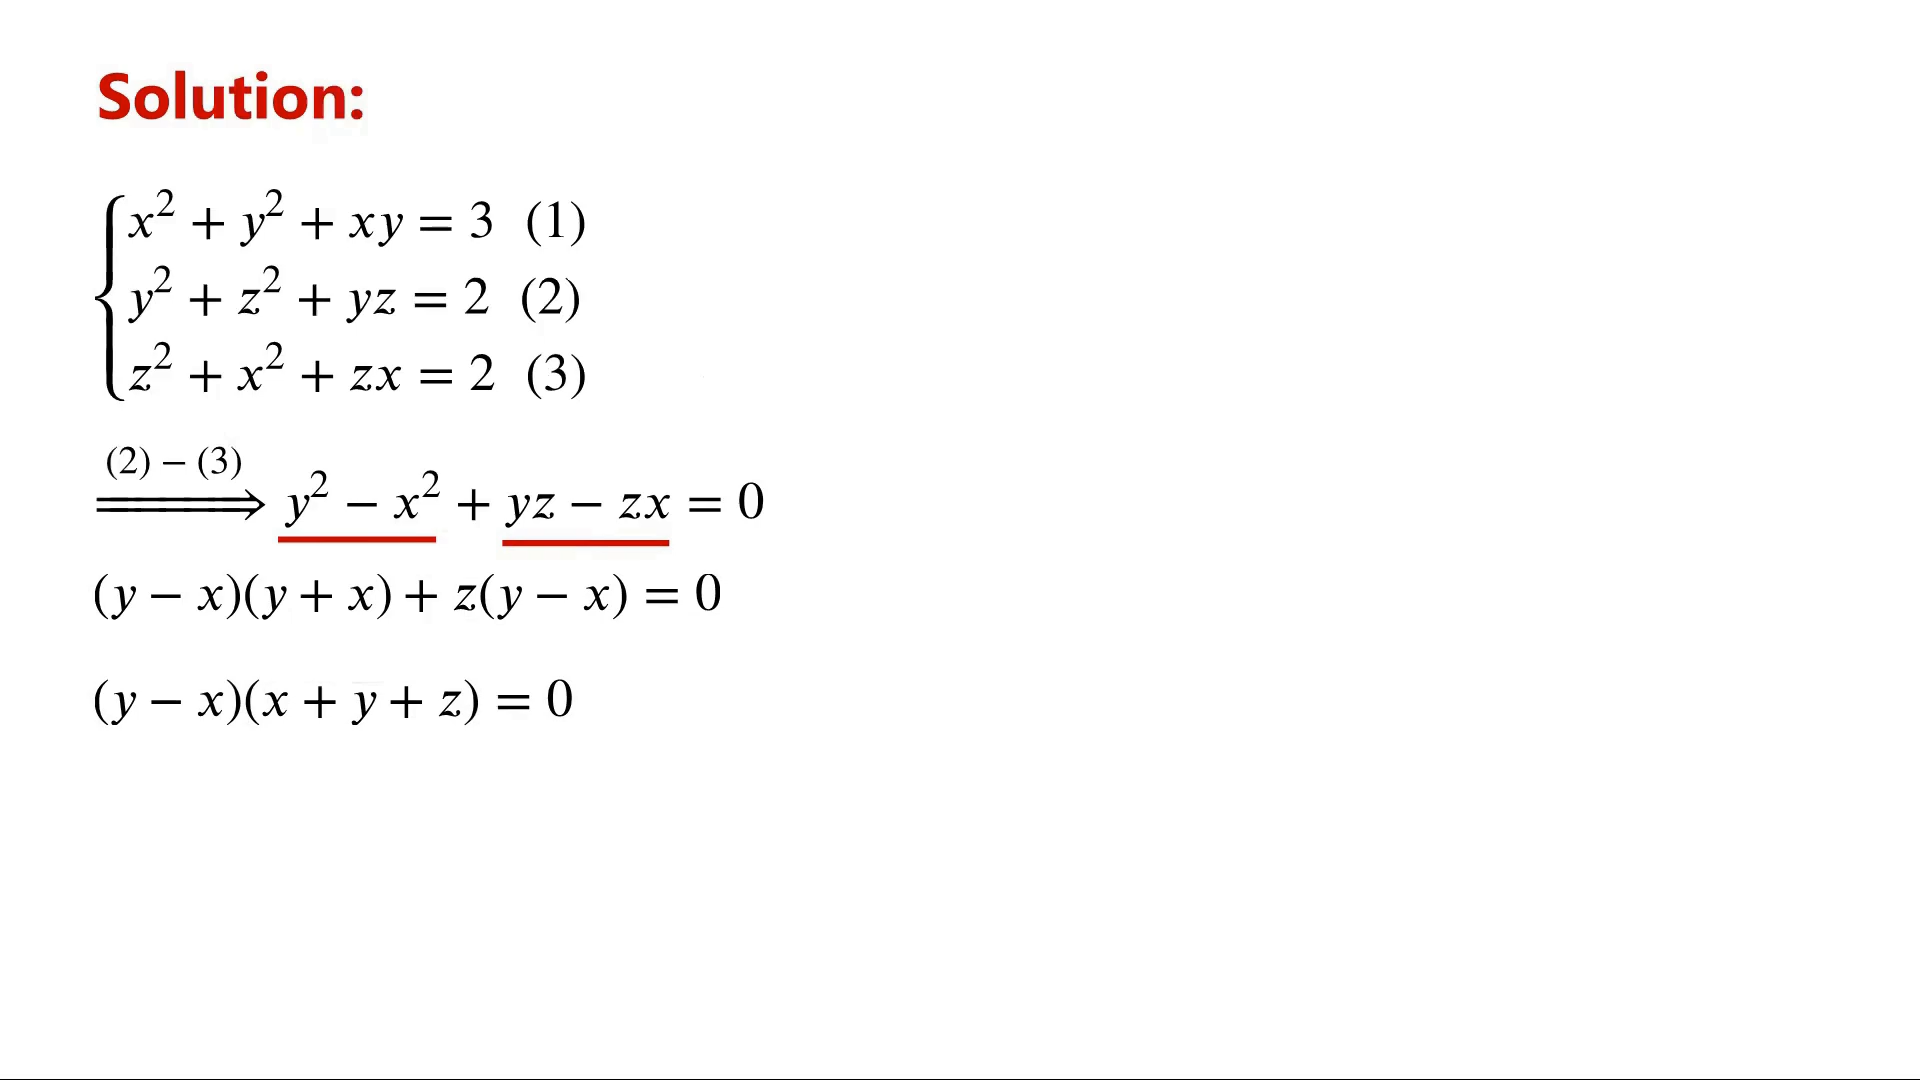 Solution:
x² + y² + xy = 3 (1)
y² + z² + yz = 2 (2)
z² + x² + zx = 2 (3)
(2) − (3)
⟹ y² − x² + yz − zx = 0
(y − x)(y + x) + z(y − x) = 0
(y − x)(x + y + z) = 0